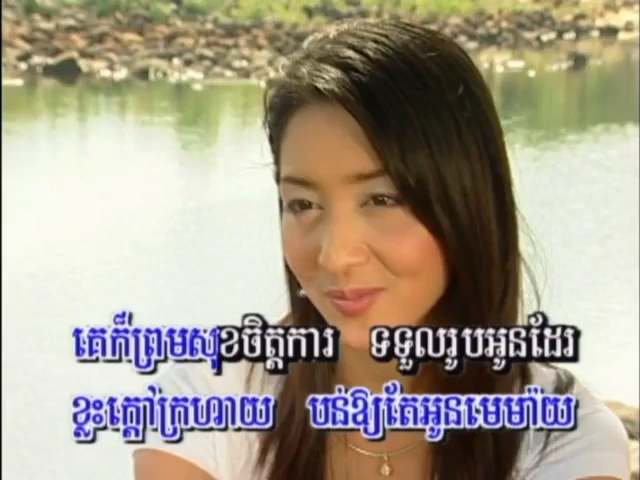 គេក៏ព្រមសុខចិត្តការ ទទួលរូបអូនដែរ
ខ្លះក្តៅក្រហាយ បន់ឱ្យតែអូនមេម៉ាយ